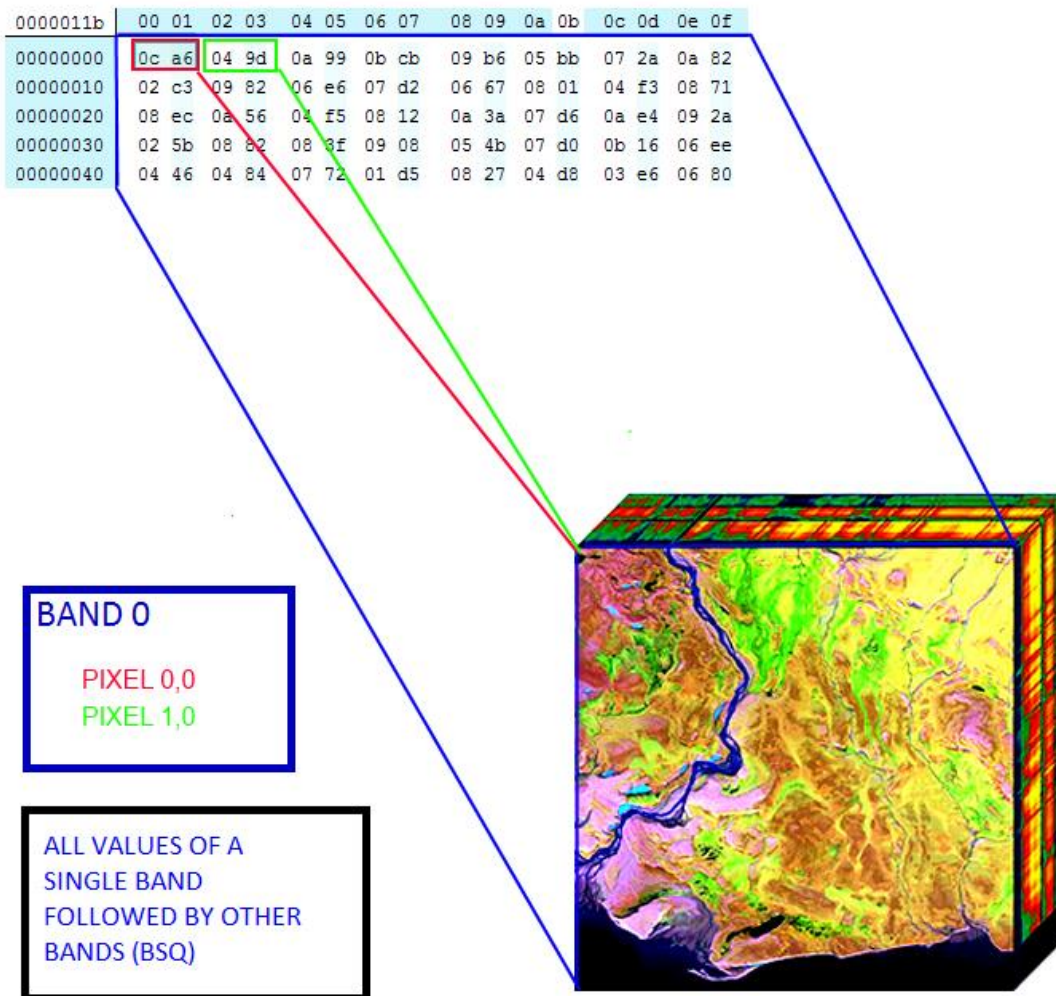 0000011b 00 01 02 03 04 05 06 07 08 09 0a 0b 0c 0d 0e 0f
00000000 0c a6 04 9d 0a 99 0b cb 09 b6 05 bb 07 2a 0a 82
00000010 02 c3 09 82 06 e6 07 d2 06 67 08 01 04 f3 08 71
00000020 08 ec 0a 56 04 f5 08 12 0a 3a 07 d6 0a e4 09 2a
00000030 02 5b 08 82 08 3f 09 08 05 4b 07 d0 0b 16 06 ee
00000040 04 46 04 84 07 72 01 d5 08 27 04 d8 03 e6 06 80
BAND 0
PIXEL 0,0
PIXEL 1,0
ALL VALUES OF A
SINGLE BAND
FOLLOWED BY OTHER
BANDS (BSQ)